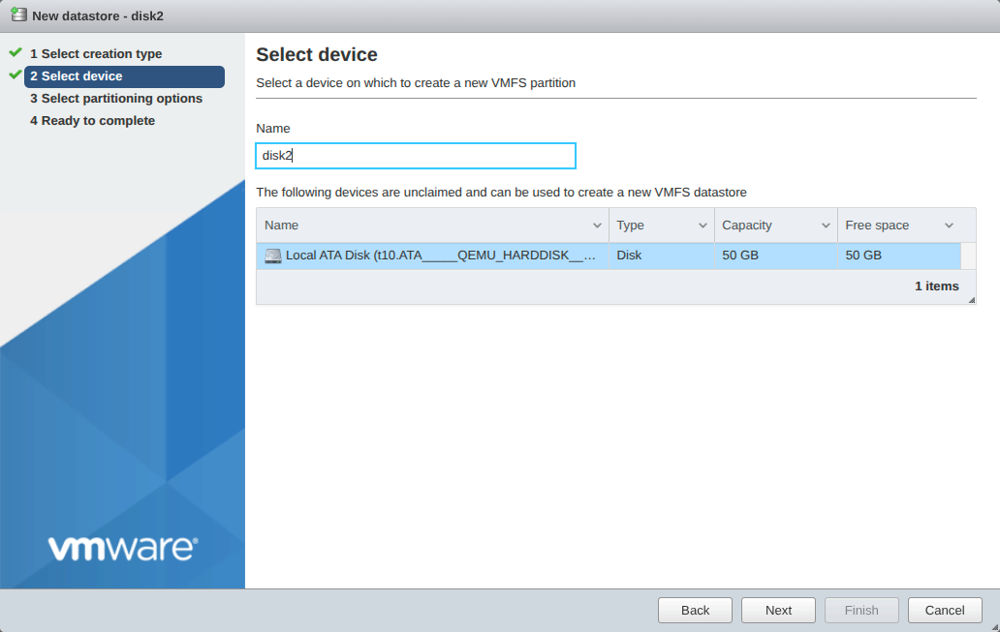 New datastore - disk2
1 Select creation type
2 Select device
3 Select partitioning options
4 Ready to complete
vmware®
Select device
Select a device on which to create a new VMFS partition
Name
disk2
The following devices are unclaimed and can be used to create a new VMFS datastore
Name Type Capacity Free space
Local ATA Disk (t10.ATA_____QEMU_HARDDISK__... Disk 50 GB 50 GB
1 items
Back Next Finish Cancel